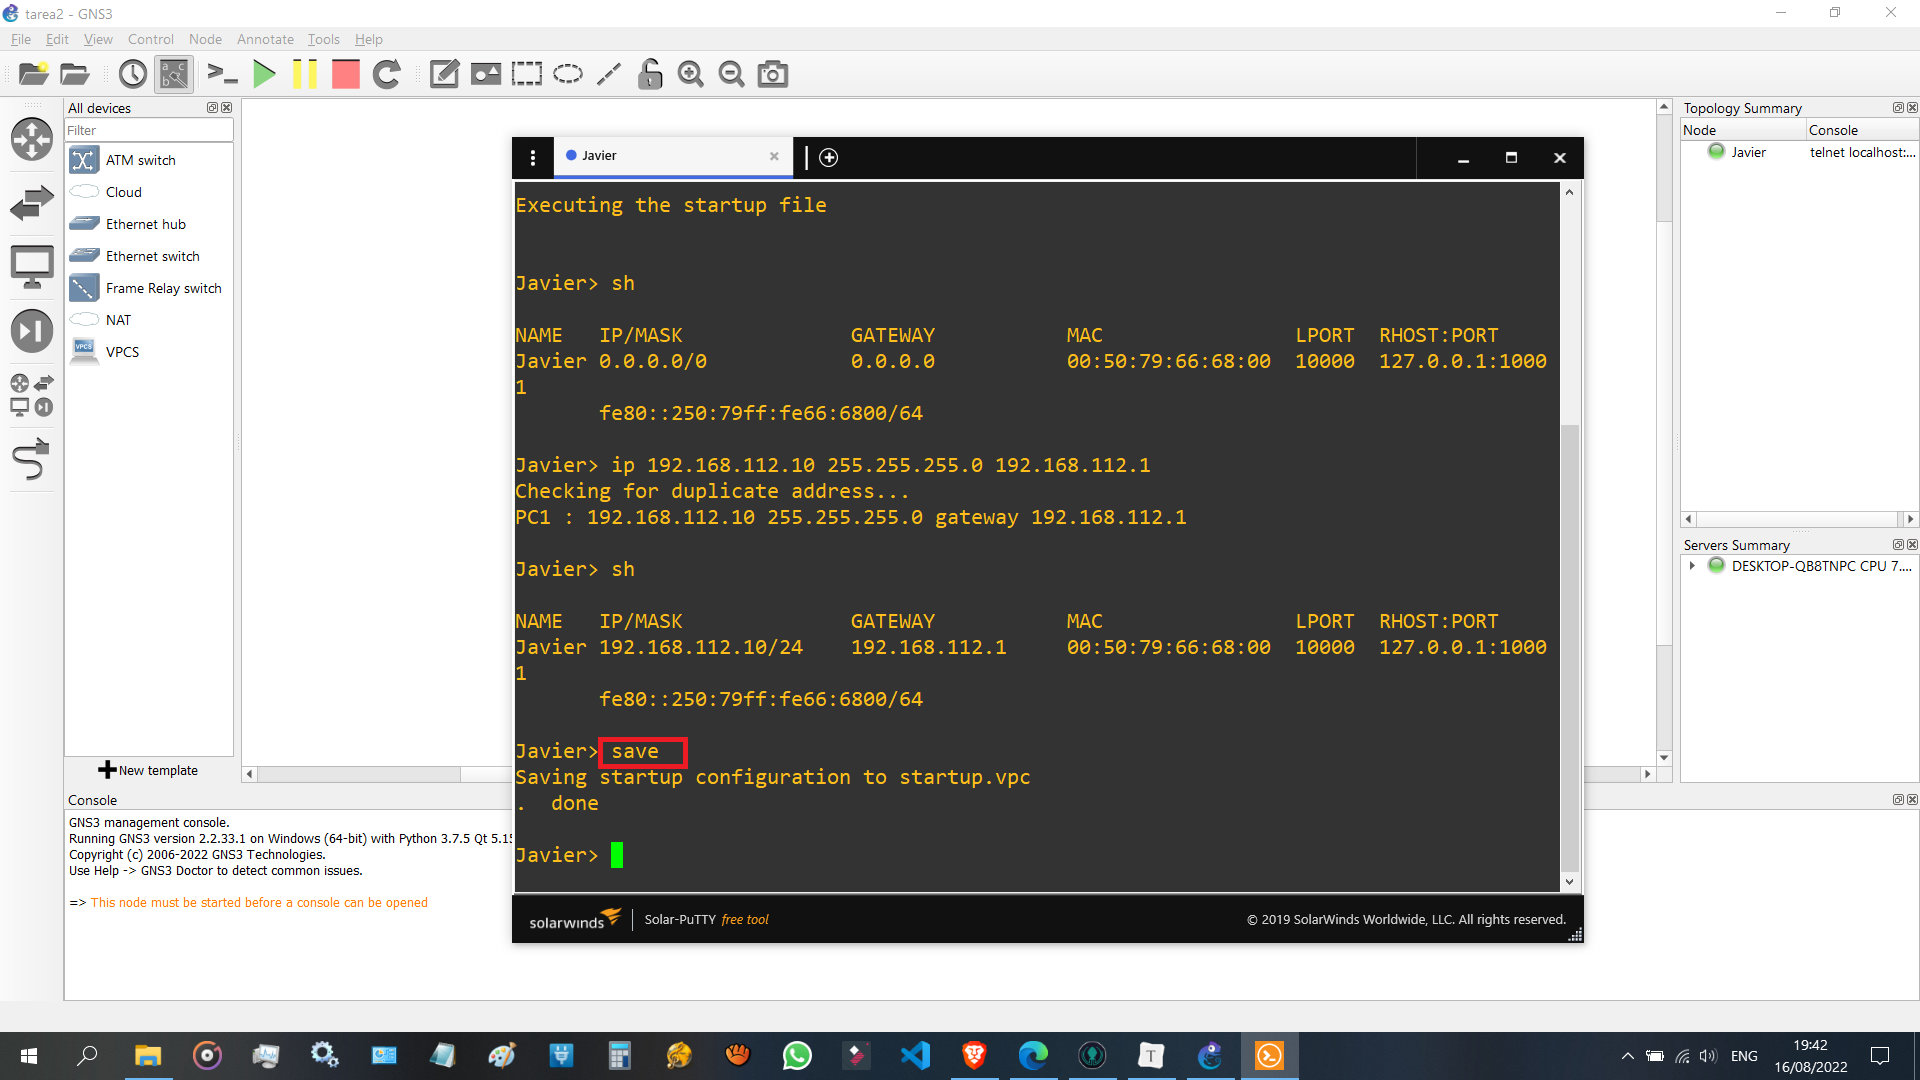 tarea2 - GNS3
File Edit View Control Node Annotate Tools Help
All devices
Filter
ATM switch
Cloud
Ethernet hub
Ethernet switch
Frame Relay switch
NAT
VPCS
VPCS
New template
Javier
Executing the startup file
Javier> sh
NAME IP/MASK GATEWAY MAC LPORT RHOST:PORT
Javier 0.0.0.0/0 0.0.0.0 00:50:79:66:68:00 10000 127.0.0.1:1000
1
fe80::250:79ff:fe66:6800/64
Javier> ip 192.168.112.10 255.255.255.0 192.168.112.1
Checking for duplicate address...
PC1 : 192.168.112.10 255.255.255.0 gateway 192.168.112.1
Javier> sh
NAME IP/MASK GATEWAY MAC LPORT RHOST:PORT
Javier 192.168.112.10/24 192.168.112.1 00:50:79:66:68:00 10000 127.0.0.1:1000
1
fe80::250:79ff:fe66:6800/64
Javier> save
Saving startup configuration to startup.vpc
. done
Javier>
solarwinds Solar-PuTTY free tool © 2019 SolarWinds Worldwide, LLC. All rights reserved.
Topology Summary
Node Console
Javier telnet localhost:...
Servers Summary
DESKTOP-QB8TNPC CPU 7....
Console
GNS3 management console.
Running GNS3 version 2.2.33.1 on Windows (64-bit) with Python 3.7.5 Qt 5.15
Copyright (c) 2006-2022 GNS3 Technologies.
Use Help -> GNS3 Doctor to detect common issues.
=> This node must be started before a console can be opened
T
ENG
19:42
16/08/2022